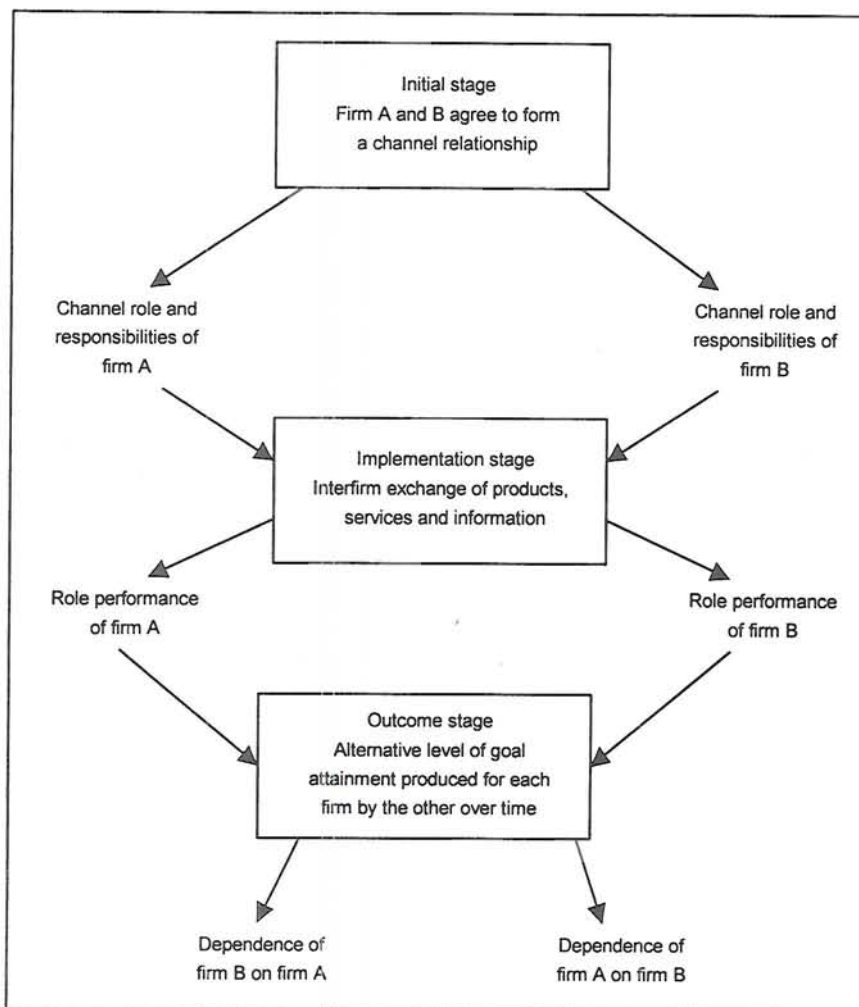 Initial stage
Firm A and B agree to form
a channel relationship
Channel role and
responsibilities of
firm A
Channel role and
responsibilities of
firm B
Implementation stage
Interfirm exchange of products,
services and information
Role performance
of firm A
Role performance
of firm B
Outcome stage
Alternative level of goal
attainment produced for each
firm by the other over time
Dependence of
firm B on firm A
Dependence of
firm A on firm B